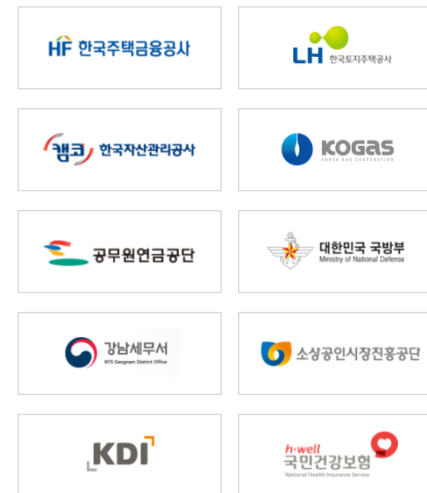 HF 한국주택금융공사
LH 한국토지주택공사
캠코 한국자산관리공사
KOGAS
KOREA GAS CORPORATION
공무원연금공단
대한민국 국방부
Ministry of National Defense
강남세무서
NTS Gangnam District Office
소상공인시장진흥공단
KDI
h-well
국민건강보험
National Health Insurance Service